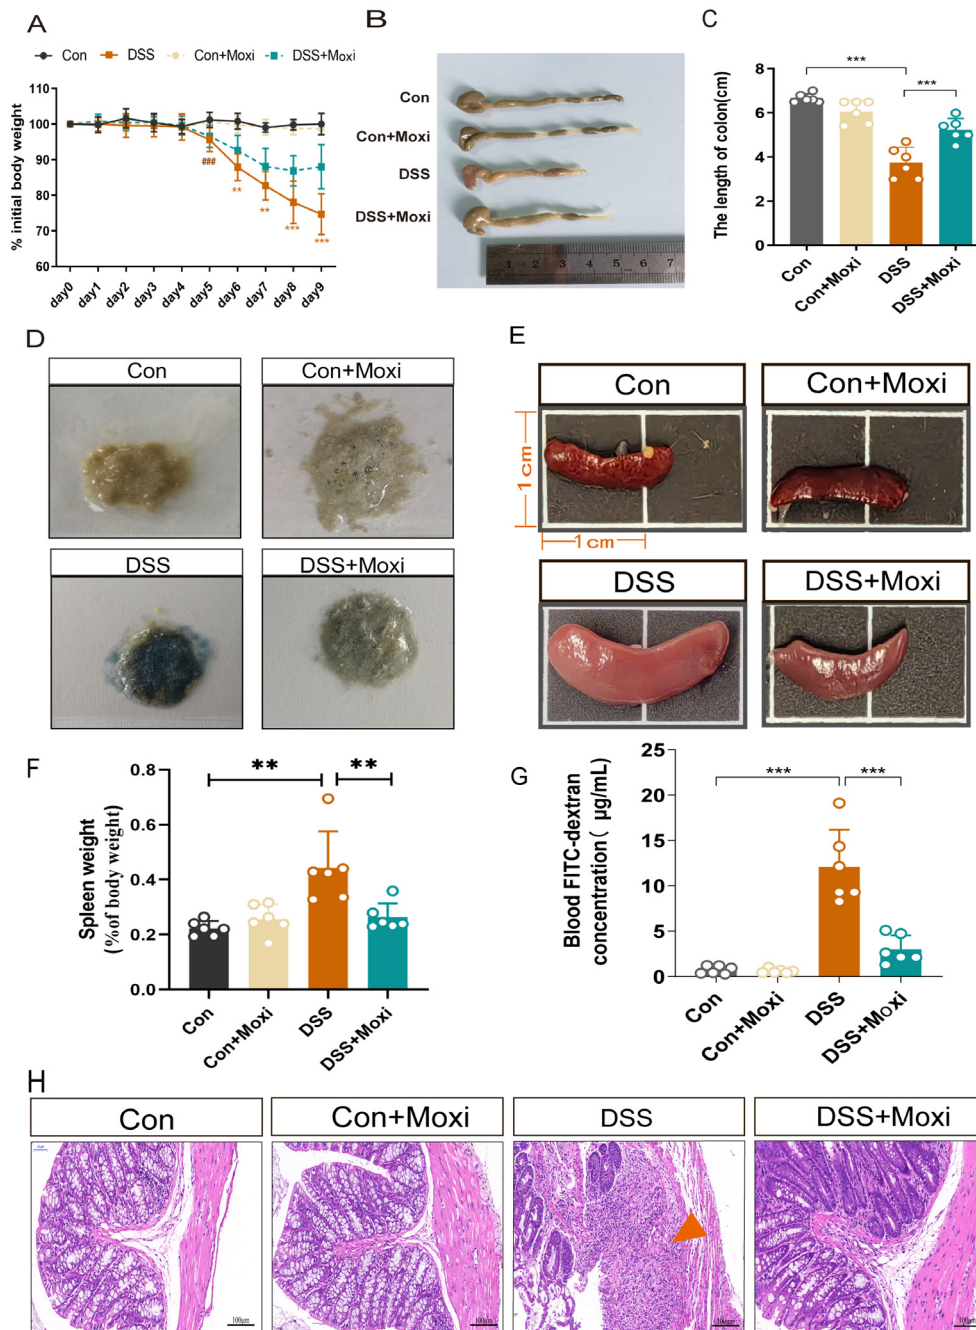 A
Con DSS Con+Moxi DSS+Moxi
% initial body weight
110
100
90
80
70
60
###
**
**
***
***
day0 day1 day2 day3 day4 day5 day6 day7 day8 day9
B
Con
Con+Moxi
DSS
DSS+Moxi
1 2 3 4 5 6 7
C
The length of colon(cm)
8
6
4
2
0
***
***
Con Con+Moxi DSS DSS+Moxi
D
Con Con+Moxi
DSS DSS+Moxi
E
Con Con+Moxi
1cm
1cm
DSS DSS+Moxi
F
Spleen weight
(%of body weight)
0.8
0.6
0.4
0.2
0.0
** **
Con Con+Moxi DSS DSS+Moxi
G
Blood FITC-dextran
concentration( μg/mL)
25
20
15
10
5
0
*** ***
Con Con+Moxi DSS DSS+Moxi
H
Con Con+Moxi DSS DSS+Moxi
100μm 100μm 100μm 100μm